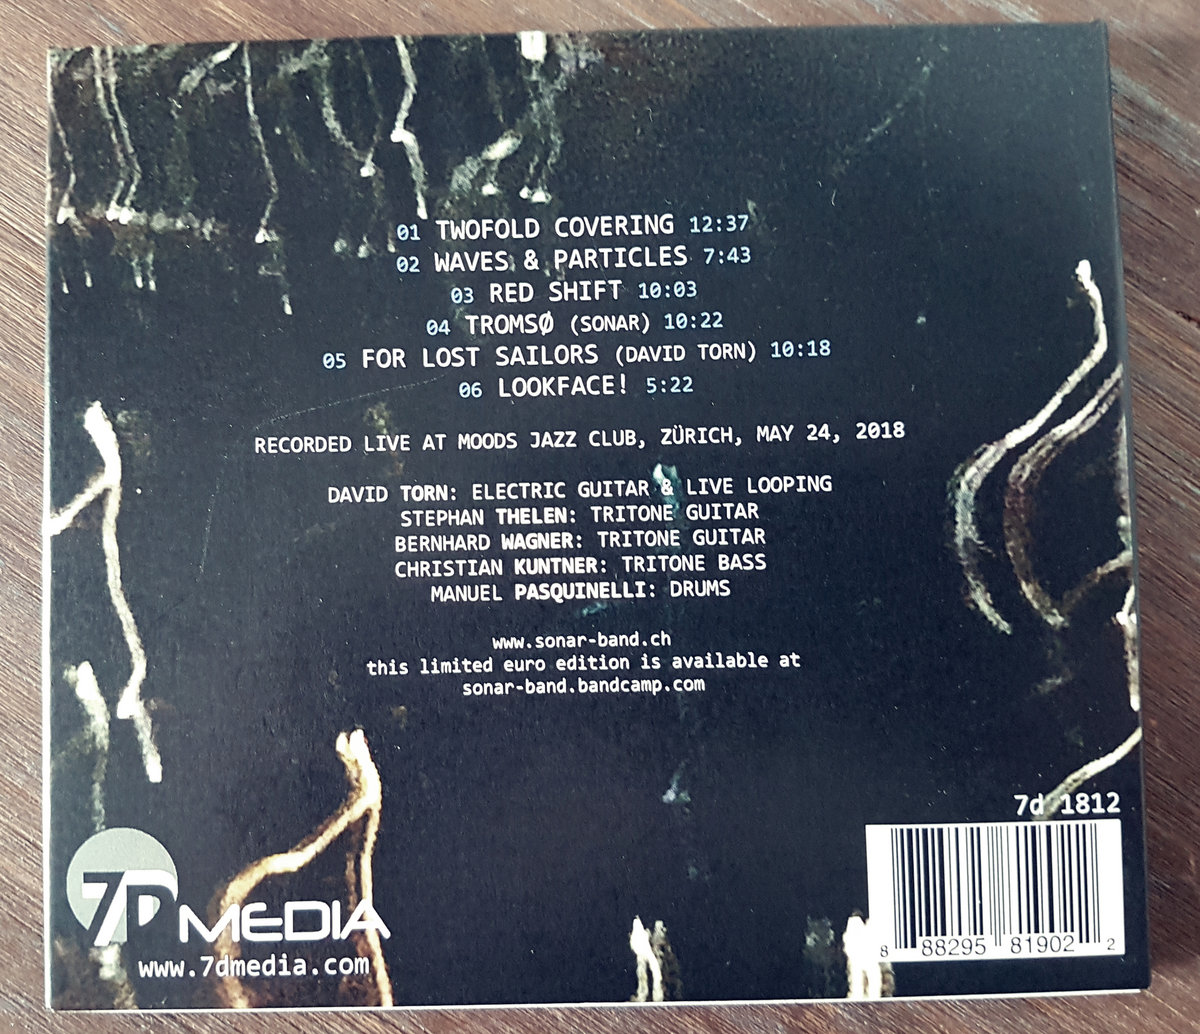 01 TWOFOLD COVERING 12:37
02 WAVES & PARTICLES 7:43
03 RED SHIFT 10:03
04 TROMSØ (SONAR) 10:22
05 FOR LOST SAILORS (DAVID TORN) 10:18
06 LOOKFACE! 5:22
RECORDED LIVE AT MOODS JAZZ CLUB, ZÜRICH, MAY 24, 2018
DAVID TORN: ELECTRIC GUITAR & LIVE LOOPING
STEPHAN THELEN: TRITONE GUITAR
BERNHARD WAGNER: TRITONE GUITAR
CHRISTIAN KUNTNER: TRITONE BASS
MANUEL PASQUINELLI: DRUMS
www.sonar-band.ch
this limited euro edition is available at
sonar-band.bandcamp.com
7d 1812
8 88295 81902 2
7D MEDIA
www.7dmedia.com